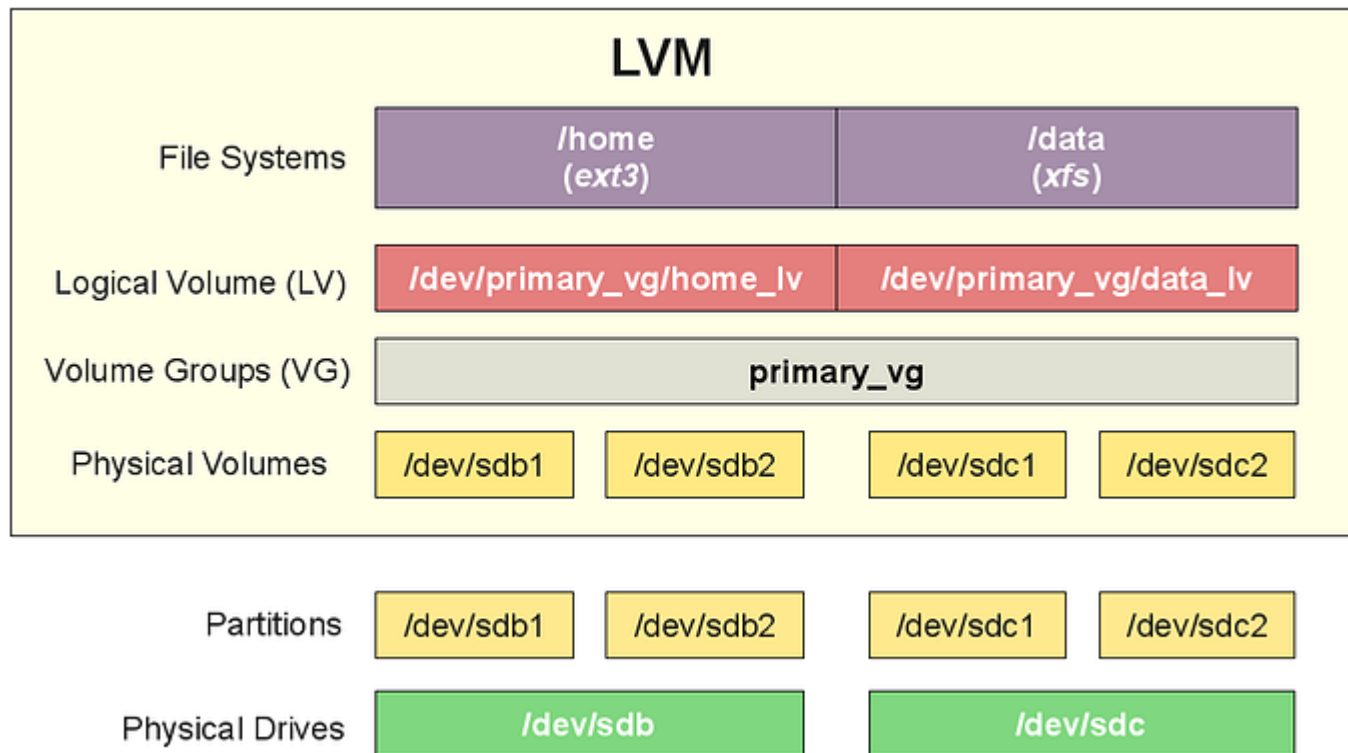 LVM
File Systems
/home
(ext3)
/data
(xfs)
Logical Volume (LV)
/dev/primary_vg/home_lv
/dev/primary_vg/data_lv
Volume Groups (VG)
primary_vg
Physical Volumes
/dev/sdb1
/dev/sdb2
/dev/sdc1
/dev/sdc2
Partitions
/dev/sdb1
/dev/sdb2
/dev/sdc1
/dev/sdc2
Physical Drives
/dev/sdb
/dev/sdc